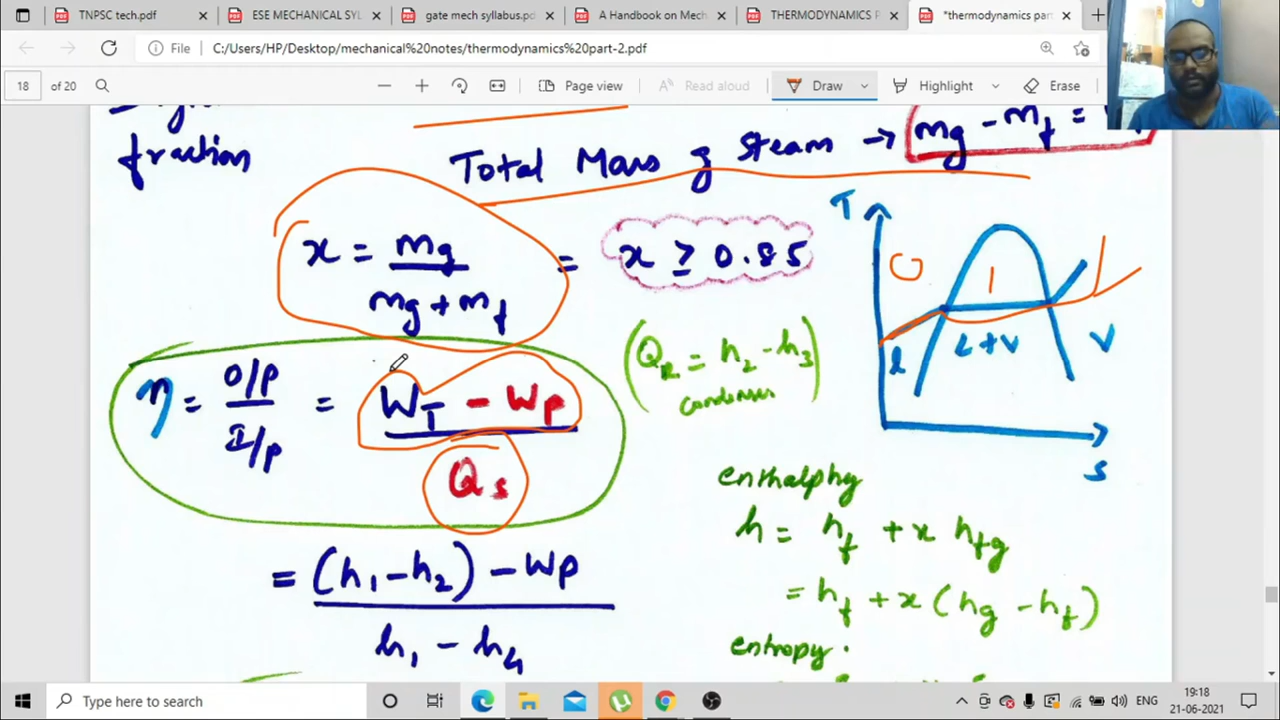 TNPSC tech.pdf
ESE MECHANICAL SYL
gate mech syllabus.pd
A Handbook on Mech
THERMODYNAMICS P
*thermodynamics par
File
C:/Users/HP/Desktop/mechanical%20notes/thermodynamics%20part-2.pdf
18 of 20
Page view
Read aloud
Draw
Highlight
Erase
fraction
Total Mass of steam → mg - mf =
x = mg / (mg + mf) = x ≥ 0.85
T
0
1
L
L+V
V
s
(QR = h2 - h3)
condenser
η = O/P / I/P = WT - WP / Qs
= (h1 - h2) - WP / h1 - h4
enthalphy
h = hf + x hfg
= hf + x (hg - hf)
entropy.
Type here to search
ENG
19:18
21-06-2021